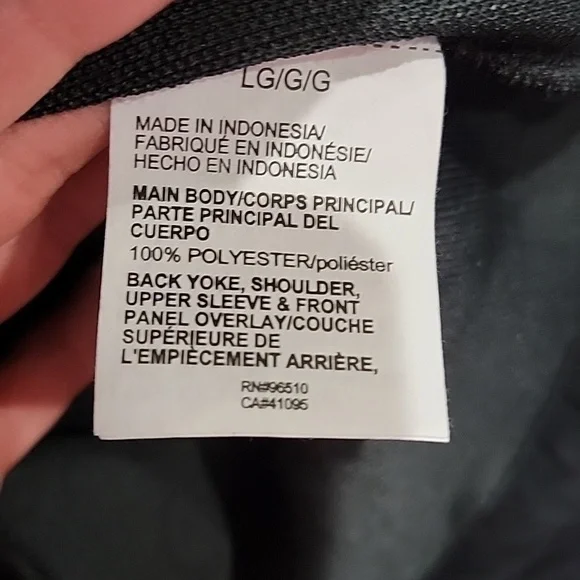 LG/G/G
MADE IN INDONESIA/
FABRIQUÉ EN INDONÉSIE/
HECHO EN INDONESIA
MAIN BODY/CORPS PRINCIPAL/
PARTE PRINCIPAL DEL
CUERPO
100% POLYESTER/poliéster
BACK YOKE, SHOULDER,
UPPER SLEEVE & FRONT
PANEL OVERLAY/COUCHE
SUPÉRIEURE DE
L'EMPIÈCEMENT ARRIÈRE,
RN#96510
CA#41095